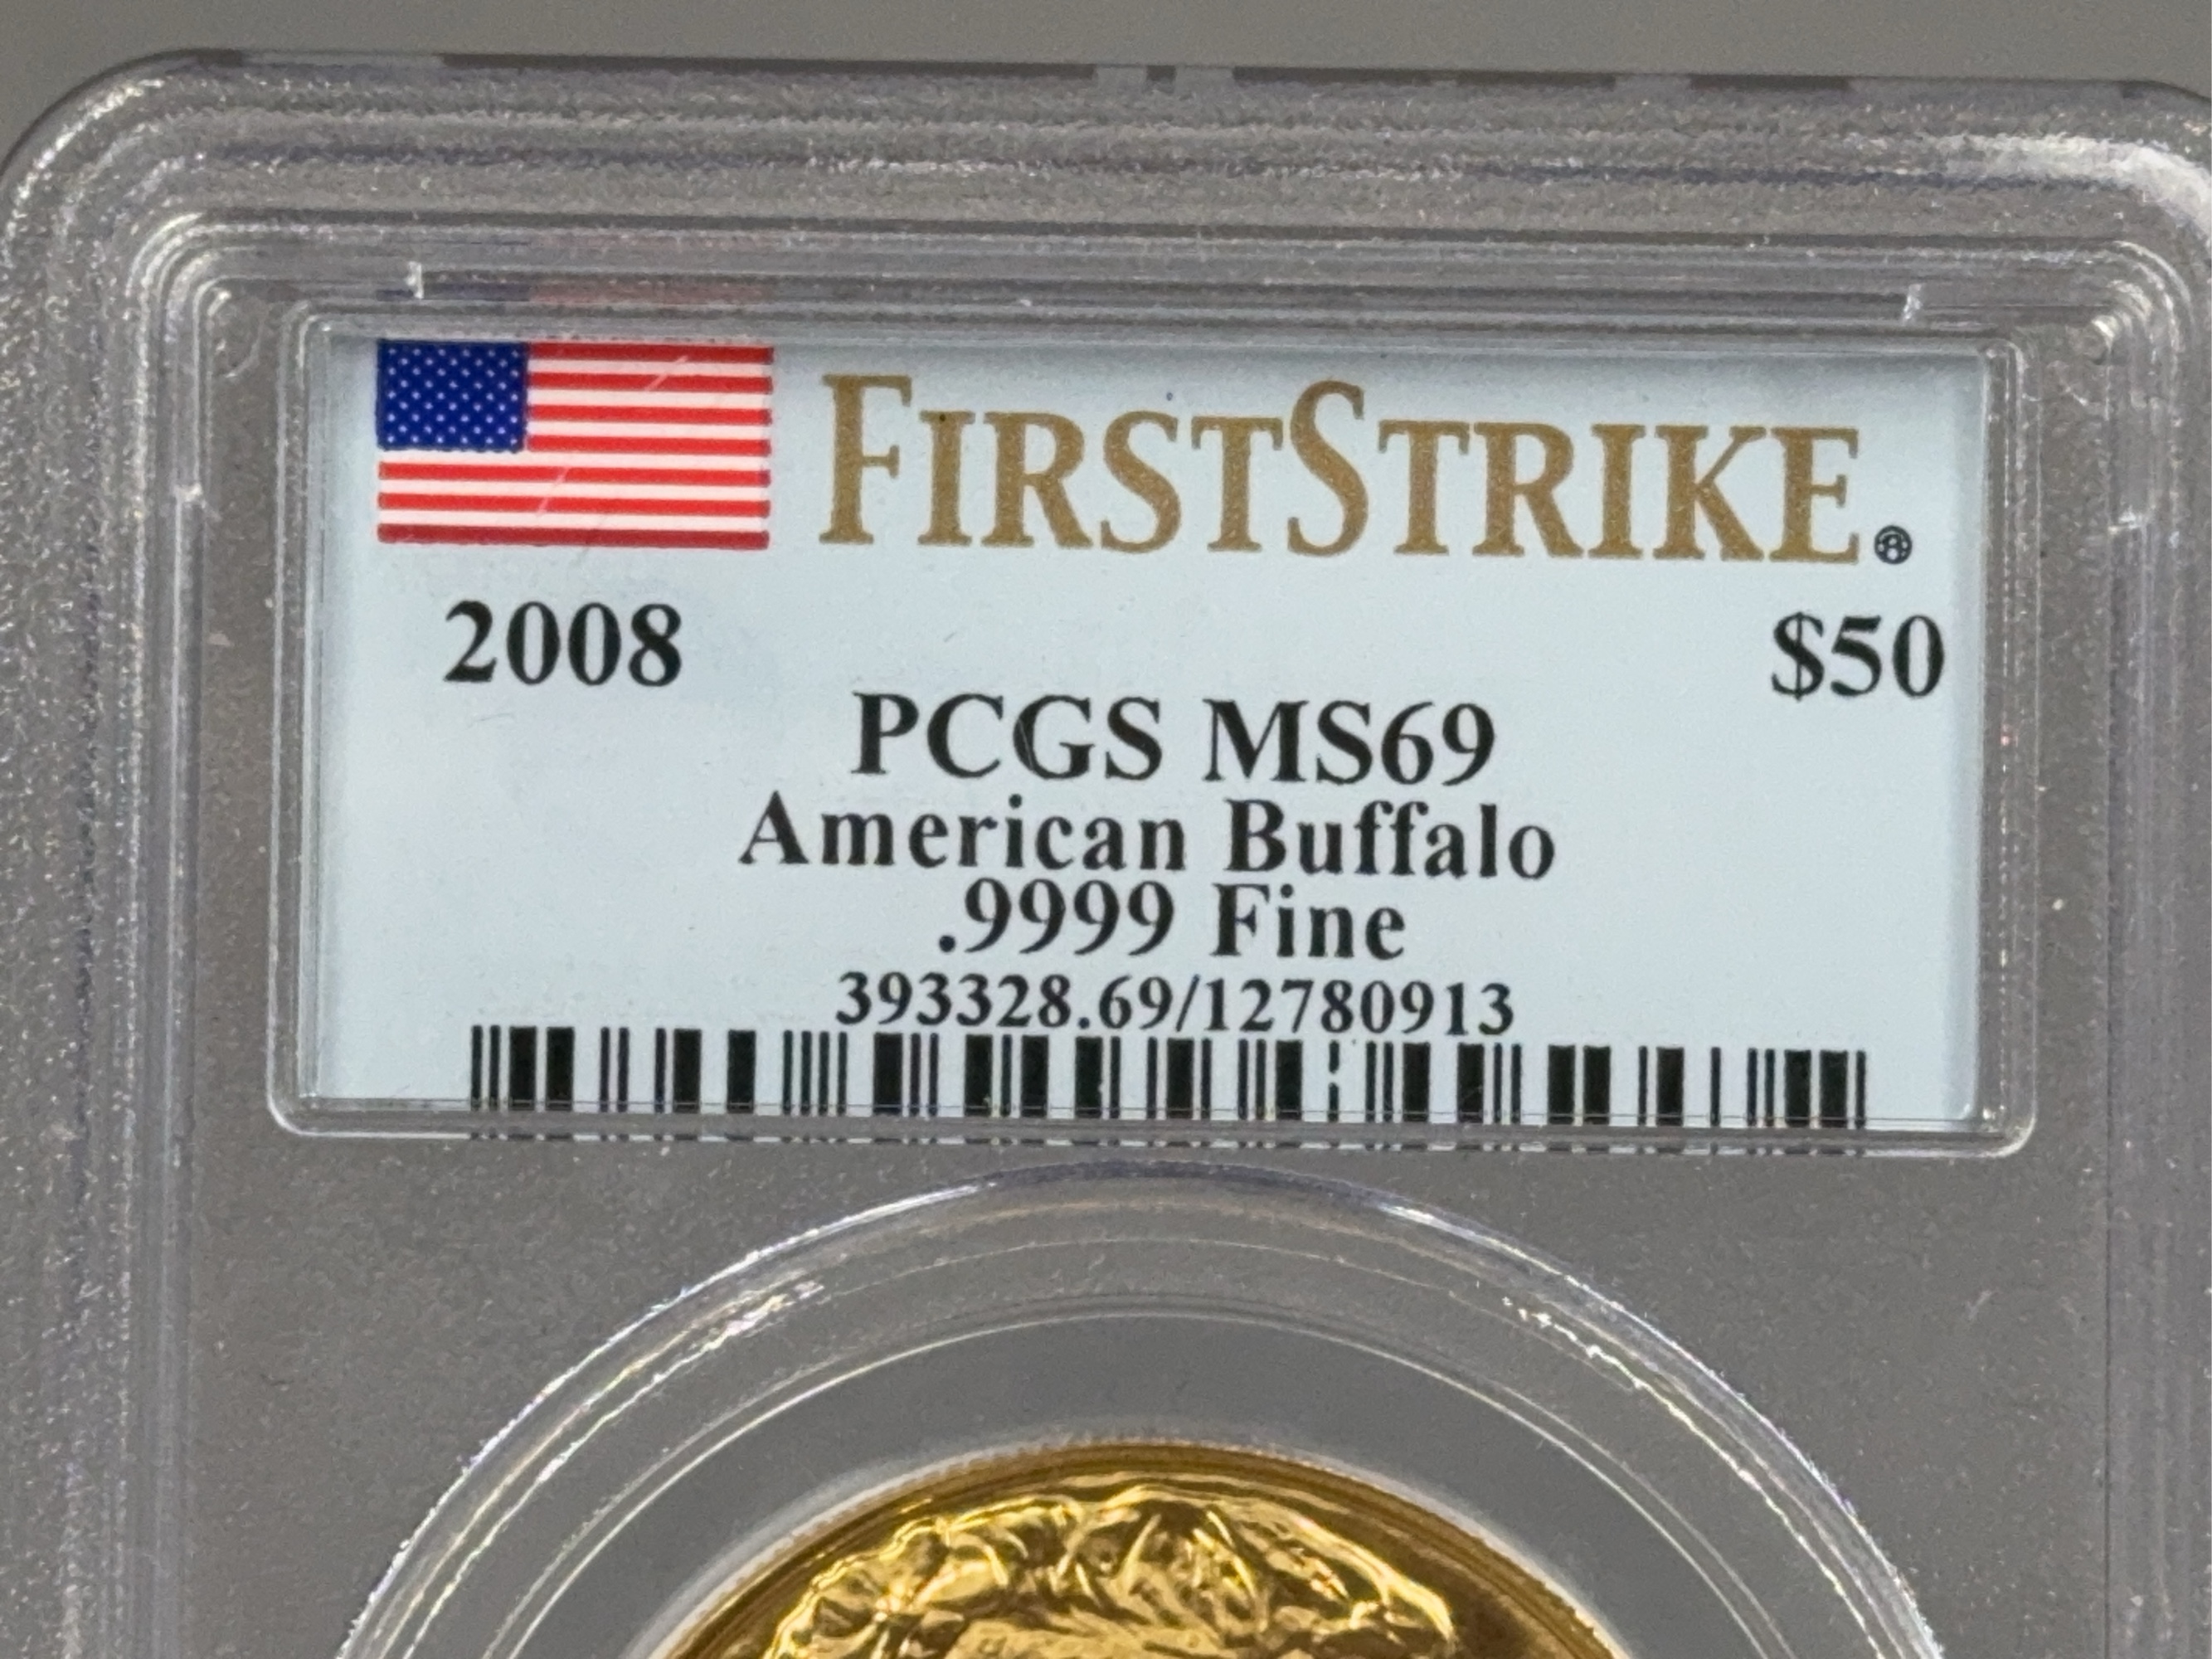 FIRSTSTRIKE®
2008 $50
PCGS MS69
American Buffalo
.9999 Fine
393328.69/12780913